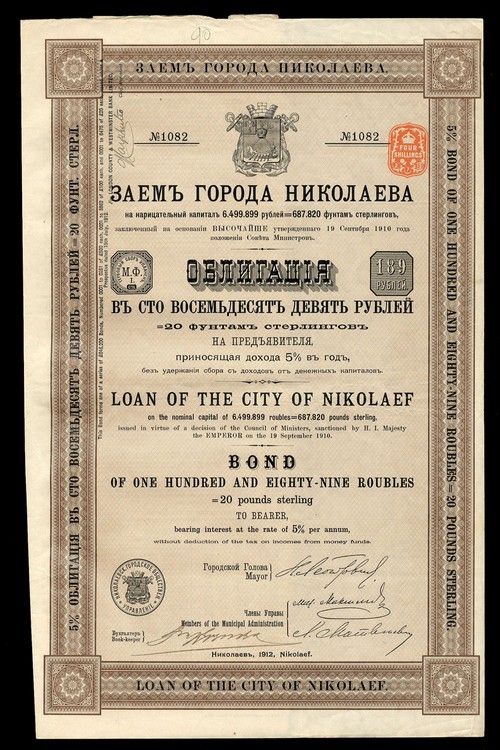 90
ЗАЕМЪ ГОРОДА НИКОЛАЕВА.
№1082
№1082
FOUR
SHILLINGS
ЗАЕМЪ ГОРОДА НИКОЛАЕВА
на нарицательный капиталъ 6.499.899 рублей=687.820 фунтамъ стерлинговъ,
заключенный на основаніи ВЫСОЧАЙШЕ утвержденнаго 19 Сентября 1910 года
положенія Совѣта Министровъ.
М.Ф.
I.
ОБЛИГАЦІЯ
189
РУБЛЕЙ.
ВЪ СТО ВОСЕМЬДЕСЯТЪ ДЕВЯТЬ РУБЛЕЙ
=20 ФУНТАМЪ СТЕРЛИНГОВЪ
НА ПРЕДЪЯВИТЕЛЯ,
приносящая дохода 5% въ годъ,
безъ удержанія сбора съ доходовъ отъ денежныхъ капиталовъ.
LOAN OF THE CITY OF NIKOLAEF
on the nominal capital of 6.499.899 roubles=687.820 pounds sterling.
issued in virtue of a decision of the Council of Ministers, sanctioned by H. I. Majesty
the EMPEROR on the 19 September 1910.
BOND
OF ONE HUNDRED AND EIGHTY-NINE ROUBLES
=20 pounds sterling
TO BEARER,
bearing interest at the rate of 5% per annum,
without deduction of the tax on incomes from money funds.
Городской Голова
Mayor
Члены Управы
Members of the Municipal Administration
Бухгалтеръ
Book-keeper
НИКОЛАЕВСКОЕ ГОРОДСКОЕ ОБЩЕСТВЕННОЕ
УПРАВЛЕНІЕ
Николаевъ, 1912, Nikolaef.
LOAN OF THE CITY OF NIKOLAEF.
5% ОБЛИГАЦІЯ ВЪ СТО ВОСЕМЬДЕСЯТЪ ДЕВЯТЬ РУБЛЕЙ = 20 ФУНТ. СТЕРЛ.
5% BOND OF ONE HUNDRED AND EIGHTY-NINE ROUBLES = 20 POUNDS STERLING.